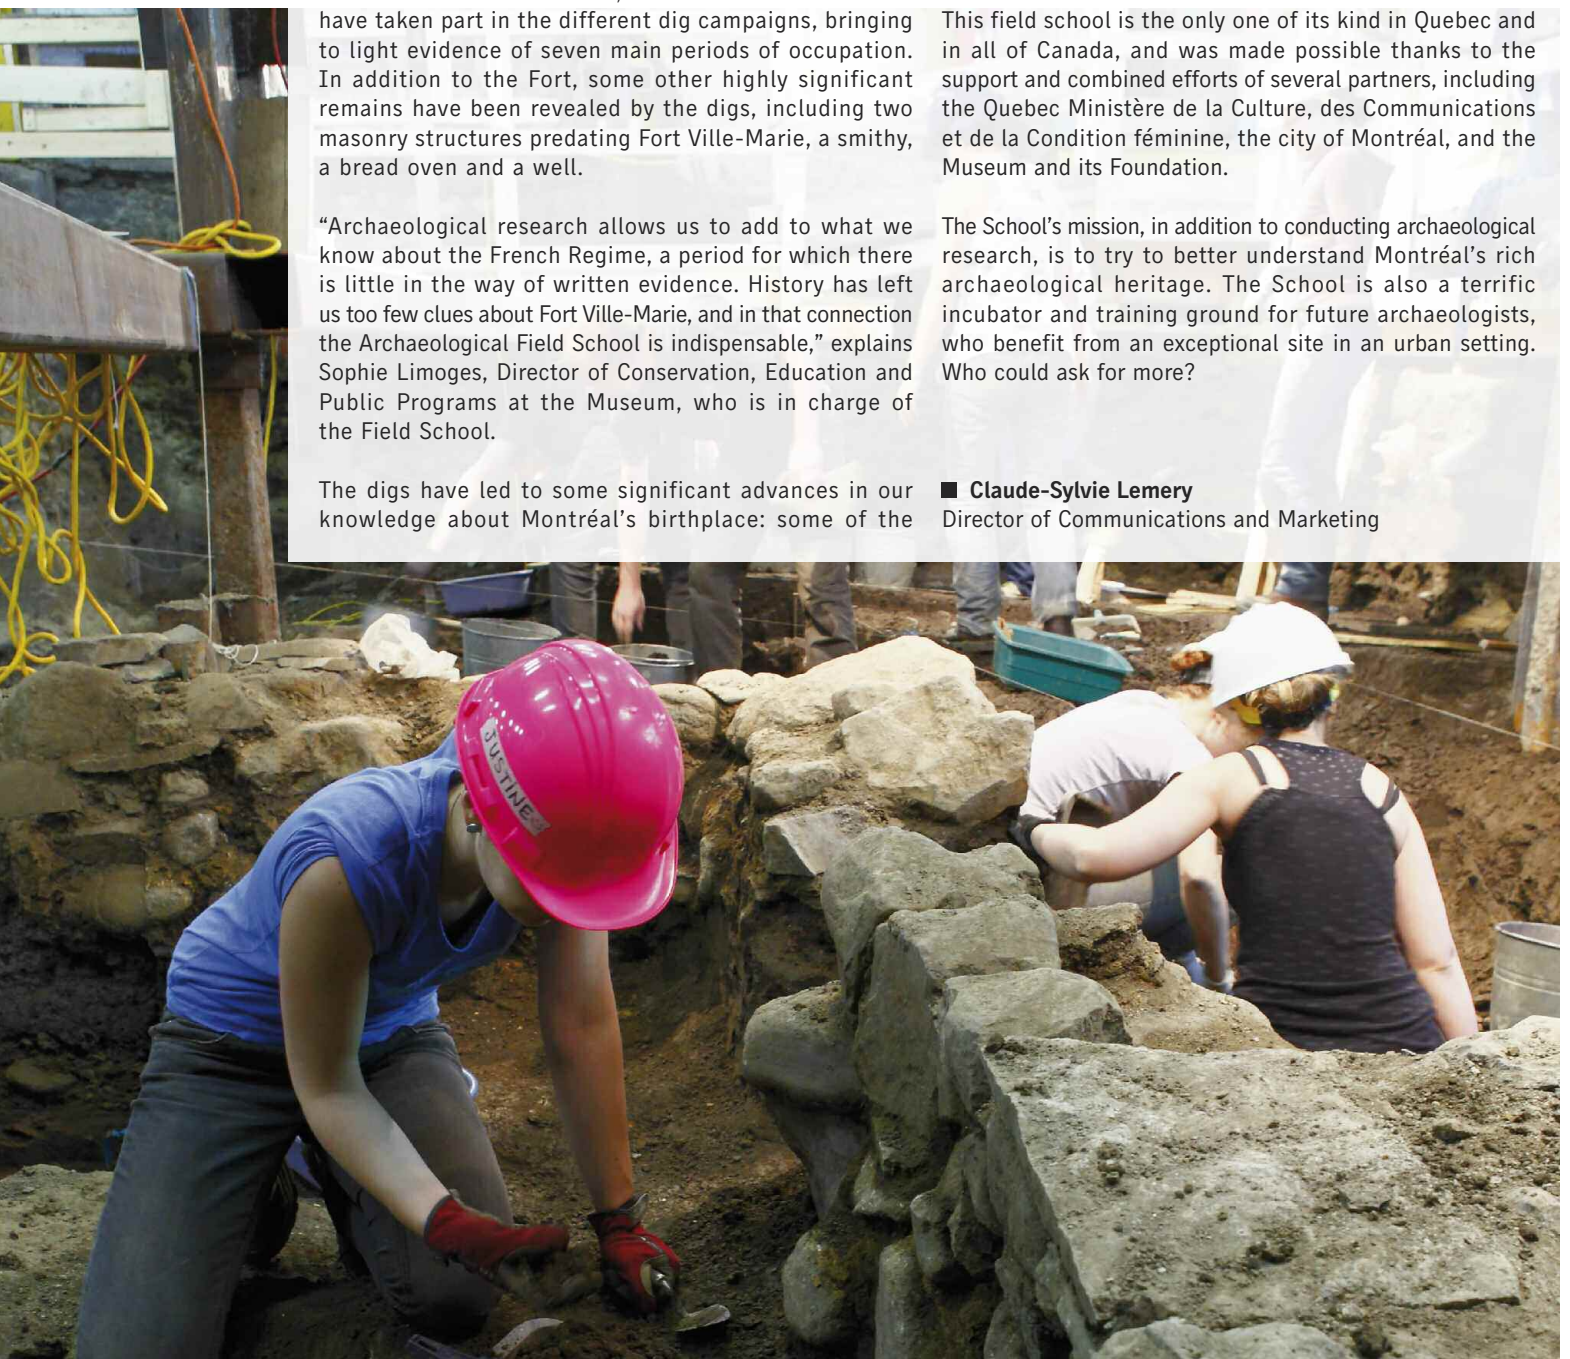 have taken part in the different dig campaigns, bringing
to light evidence of seven main periods of occupation.
In addition to the Fort, some other highly significant
remains have been revealed by the digs, including two
masonry structures predating Fort Ville-Marie, a smithy,
a bread oven and a well.
“Archaeological research allows us to add to what we
know about the French Regime, a period for which there
is little in the way of written evidence. History has left
us too few clues about Fort Ville-Marie, and in that connection
the Archaeological Field School is indispensable,” explains
Sophie Limoges, Director of Conservation, Education and
Public Programs at the Museum, who is in charge of
the Field School.
The digs have led to some significant advances in our
knowledge about Montréal’s birthplace: some of the
This field school is the only one of its kind in Quebec and
in all of Canada, and was made possible thanks to the
support and combined efforts of several partners, including
the Quebec Ministère de la Culture, des Communications
et de la Condition féminine, the city of Montréal, and the
Museum and its Foundation.
The School’s mission, in addition to conducting archaeological
research, is to try to better understand Montréal’s rich
archaeological heritage. The School is also a terrific
incubator and training ground for future archaeologists,
who benefit from an exceptional site in an urban setting.
Who could ask for more?
■ Claude-Sylvie Lemery
Director of Communications and Marketing
JUSTINE